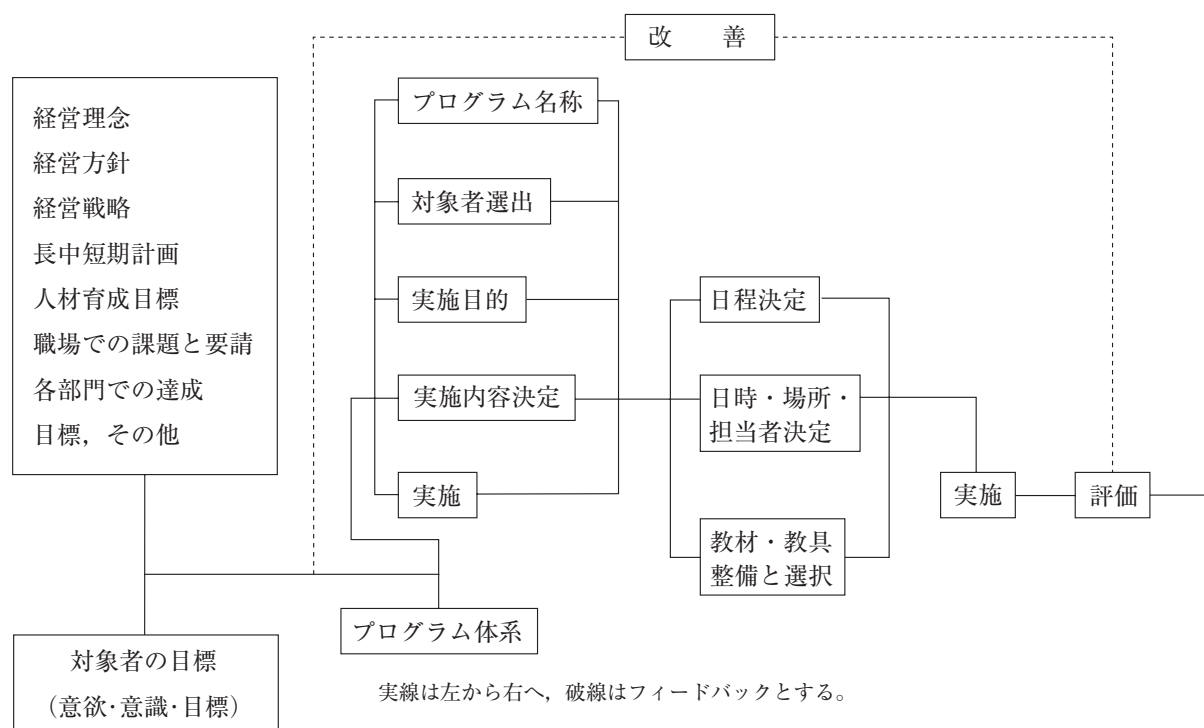 改　　善
経営理念
経営方針
経営戦略
長中短期計画
人材育成目標
職場での課題と要請
各部門での達成
目標，その他
対象者の目標
（意欲・意識・目標）
プログラム名称
対象者選出
実施目的
実施内容決定
実施
プログラム体系
日程決定
日時・場所・
担当者決定
教材・教具
整備と選択
実施
評価
実線は左から右へ，破線はフィードバックとする。